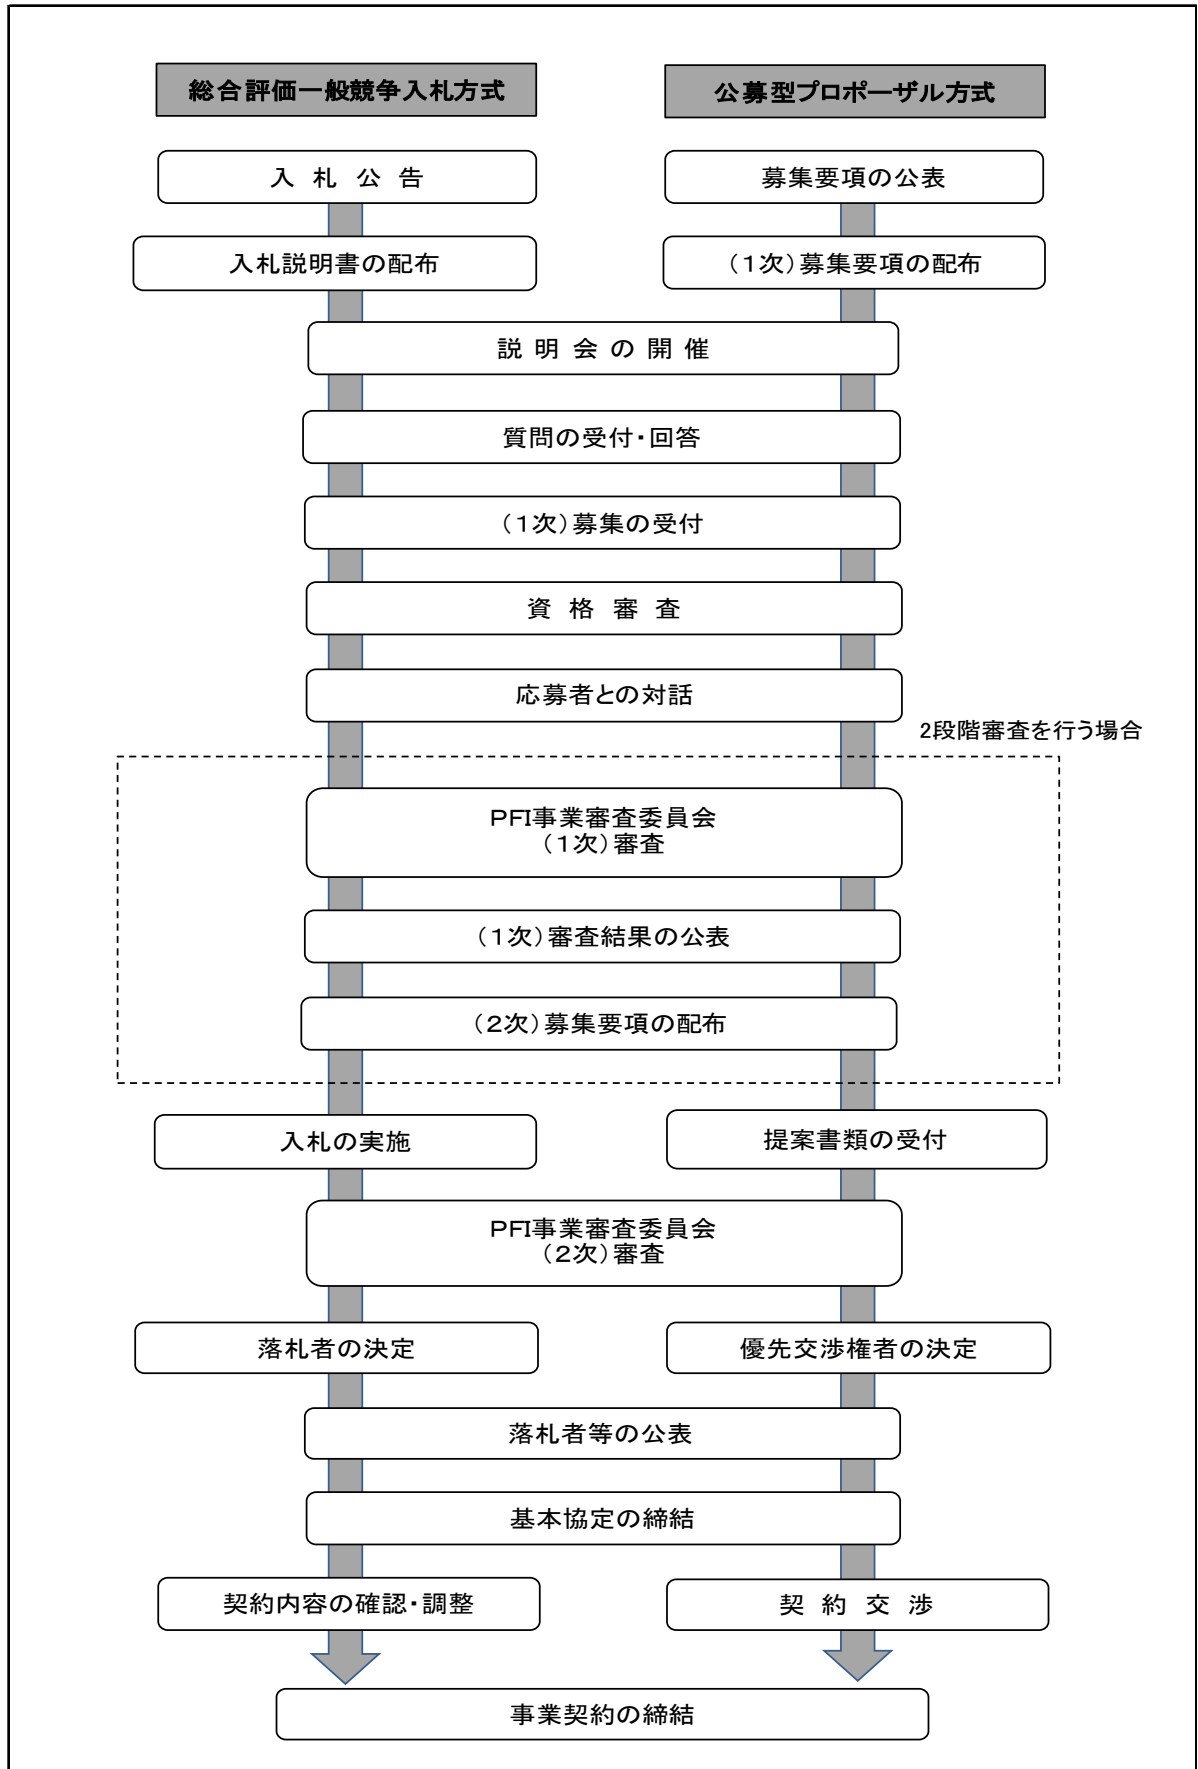 総合評価一般競争入札方式
公募型プロポーザル方式
入札公告
募集要項の公表
入札説明書の配布
(1次)募集要項の配布
説明会の開催
質問の受付・回答
(1次)募集の受付
資格審査
応募者との対話
2段階審査を行う場合
PFI事業審査委員会
(1次)審査
(1次)審査結果の公表
(2次)募集要項の配布
入札の実施
提案書類の受付
PFI事業審査委員会
(2次)審査
落札者の決定
優先交渉権者の決定
落札者等の公表
基本協定の締結
契約内容の確認・調整
契約交渉
事業契約の締結